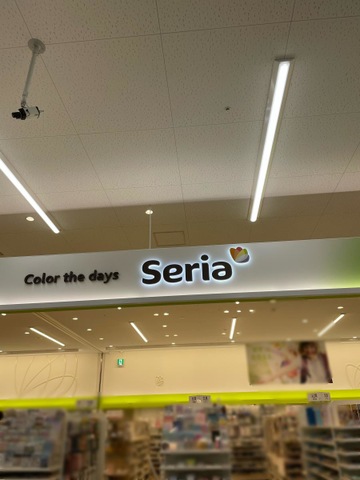 Color the days Seria